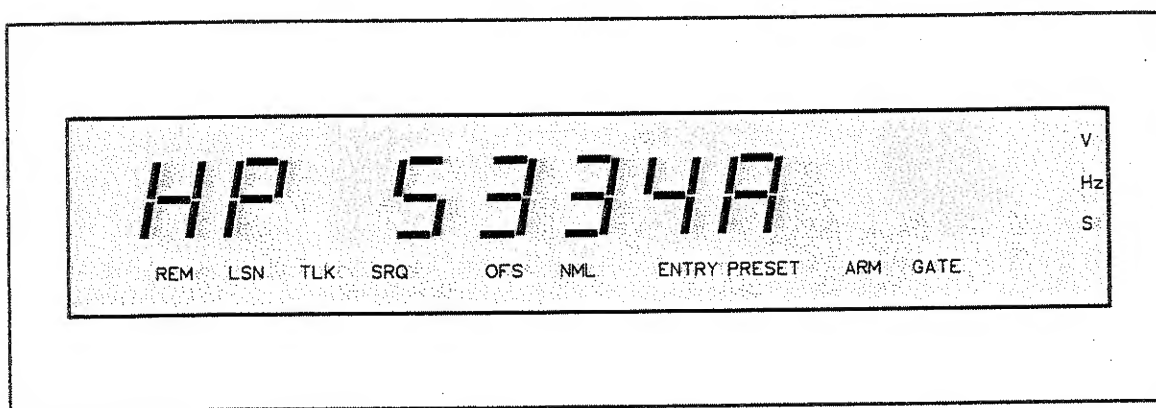 HP 5334A
V
Hz
S
REM LSN TLK SRQ OFS NML ENTRY PRESET ARM GATE